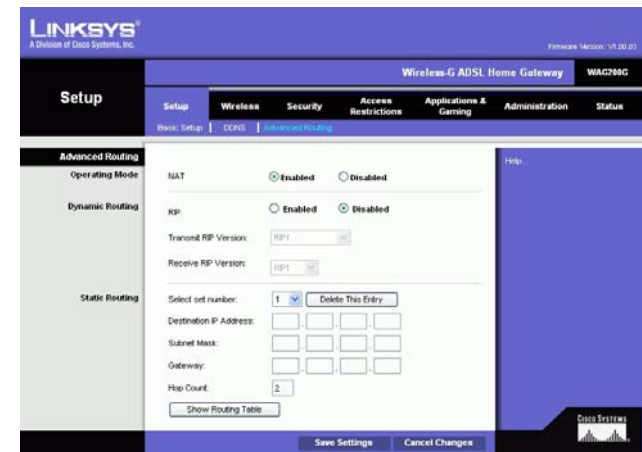 LINKSYS®
A Division of Cisco Systems, Inc.
Firmware Version: V1.00.03
Wireless-G ADSL Home Gateway WAG200G
Setup
Setup Wireless Security Access Restrictions Applications & Gaming Administration Status
Basic Setup | DDNS | Advanced Routing
Advanced Routing
Help...
Operating Mode
NAT Enabled Disabled
Dynamic Routing
RIP: Enabled Disabled
Transmit RIP Version: RIP1
Receive RIP Version: RIP1
Static Routing
Select set number: 1 Delete This Entry
Destination IP Address: . . .
Subnet Mask: . . .
Gateway: . . .
Hop Count: 2
Show Routing Table
Cisco Systems
Save Settings Cancel Changes